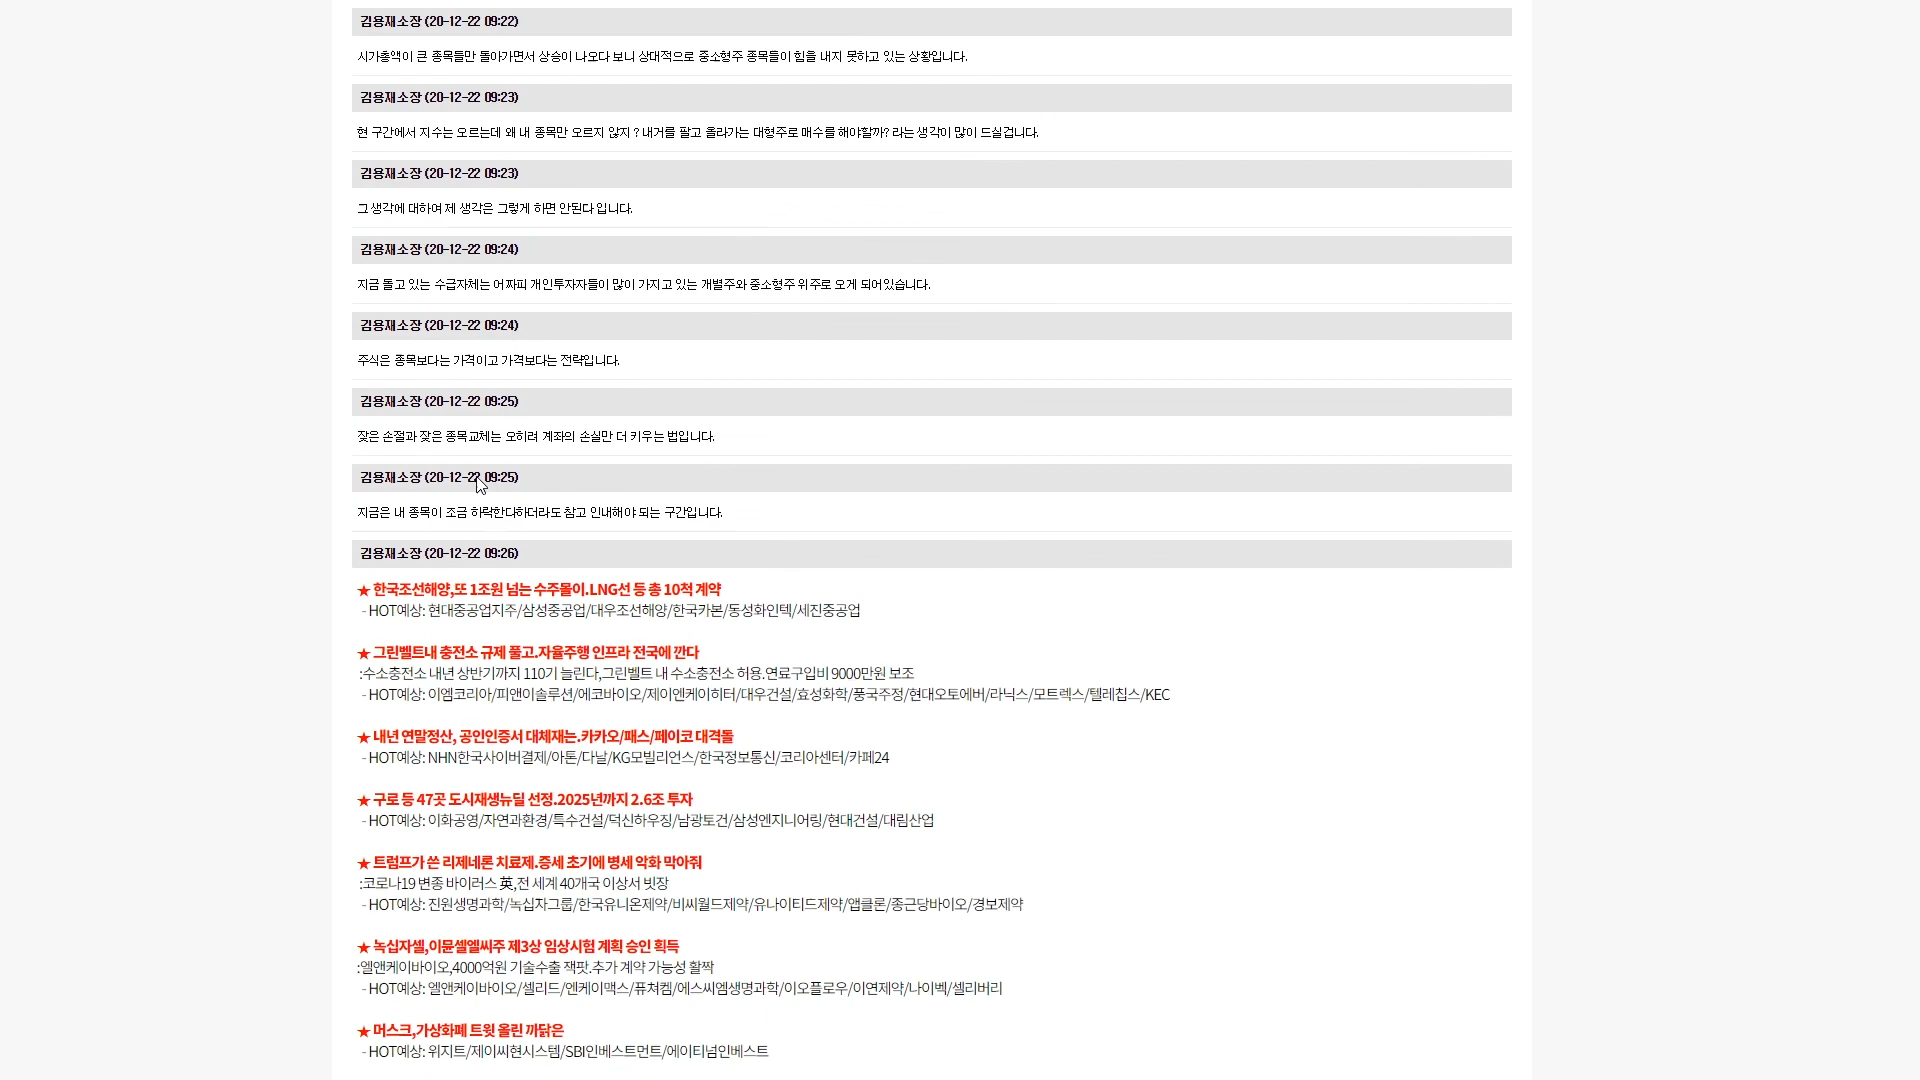 김용재소장 (20-12-22 09:22)
시가총액이 큰 종목들만 돌아가면서 상승이 나오다 보니 상대적으로 중소형주 종목들이 힘을 내지 못하고 있는 상황입니다.
김용재소장 (20-12-22 09:23)
현 구간에서 지수는 오르는데 왜 내 종목만 오르지 않지 ? 내거를 팔고 올라가는 대형주로 매수를 해야할까? 라는 생각이 많이 드실겁니다.
김용재소장 (20-12-22 09:23)
그 생각에 대하여 제 생각은 그렇게 하면 안된다 입니다.
김용재소장 (20-12-22 09:24)
지금 돌고 있는 수급자체는 어짜피 개인투자자들이 많이 가지고 있는 개별주와 중소형주 위주로 오게 되어있습니다.
김용재소장 (20-12-22 09:24)
주식은 종목보다는 가격이고 가격보다는 전략입니다.
김용재소장 (20-12-22 09:25)
잦은 손절과 잦은 종목교체는 오히려 계좌의 손실만 더 키우는 법입니다.
김용재소장 (20-12-22 09:25)
지금은 내 종목이 조금 하락한다하더라도 참고 인내해야 되는 구간입니다.
김용재소장 (20-12-22 09:26)
★ 한국조선해양,또 1조원 넘는 수주몰이.LNG선 등 총 10척 계약
- HOT예상: 현대중공업지주/삼성중공업/대우조선해양/한국카본/동성화인텍/세진중공업
★ 그린벨트내 충전소 규제 풀고.자율주행 인프라 전국에 깐다
:수소충전소 내년 상반기까지 110기 늘린다,그린벨트 내 수소충전소 허용.연료구입비 9000만원 보조
- HOT예상: 이엠코리아/피앤이솔루션/에코바이오/제이엔케이히터/대우건설/효성화학/풍국주정/현대오토에버/라닉스/모트렉스/텔레칩스/KEC
★ 내년 연말정산, 공인인증서 대체재는.카카오/패스/페이코 대격돌
- HOT예상: NHN한국사이버결제/아톤/다날/KG모빌리언스/한국정보통신/코리아센터/카페24
★ 구로 등 47곳 도시재생뉴딜 선정.2025년까지 2.6조 투자
- HOT예상: 이화공영/자연과환경/특수건설/덕신하우징/남광토건/삼성엔지니어링/현대건설/대림산업
★ 트럼프가 쓴 리제네론 치료제.증세 초기에 병세 악화 막아줘
:코로나19 변종 바이러스 英,전 세계 40개국 이상서 빗장
- HOT예상: 진원생명과학/녹십자그룹/한국유니온제약/비씨월드제약/유나이티드제약/앱클론/종근당바이오/경보제약
★ 녹십자셀,이뮨셀엘씨주 제3상 임상시험 계획 승인 획득
:엘앤케이바이오,4000억원 기술수출 잭팟.추가 계약 가능성 활짝
- HOT예상: 엘앤케이바이오/셀리드/엔케이맥스/퓨쳐켐/에스씨엠생명과학/이오플로우/이연제약/나이벡/셀리버리
★ 머스크,가상화폐 트윗 올린 까닭은
- HOT예상: 위지트/제이씨현시스템/SBI인베스트먼트/에이티넘인베스트